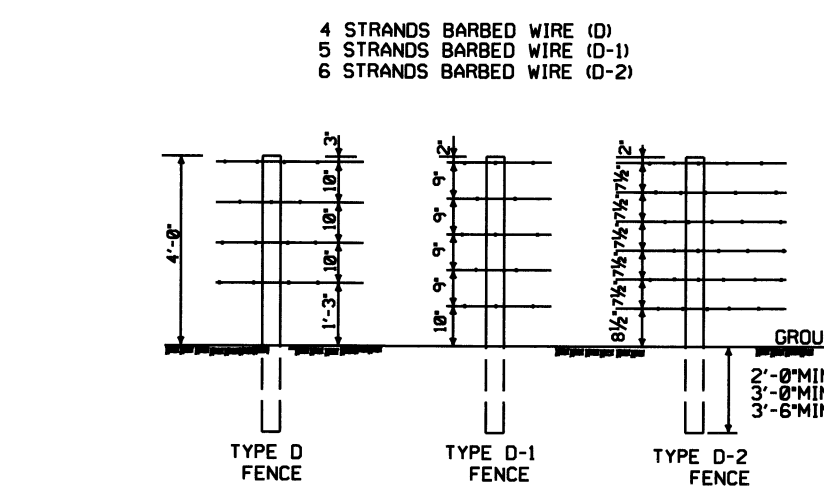 4 STRANDS BARBED WIRE (D)
5 STRANDS BARBED WIRE (D-1)
6 STRANDS BARBED WIRE (D-2)
4'-0"
3"
10"
10"
10"
1'-3"
2"
9"
9"
9"
9"
10"
2"
7½"
7½"
7½"
7½"
7½"
8½"
GROU
2'-0"MIN
3'-0"MIN
3'-6"MIN
TYPE D
FENCE
TYPE D-1
FENCE
TYPE D-2
FENCE